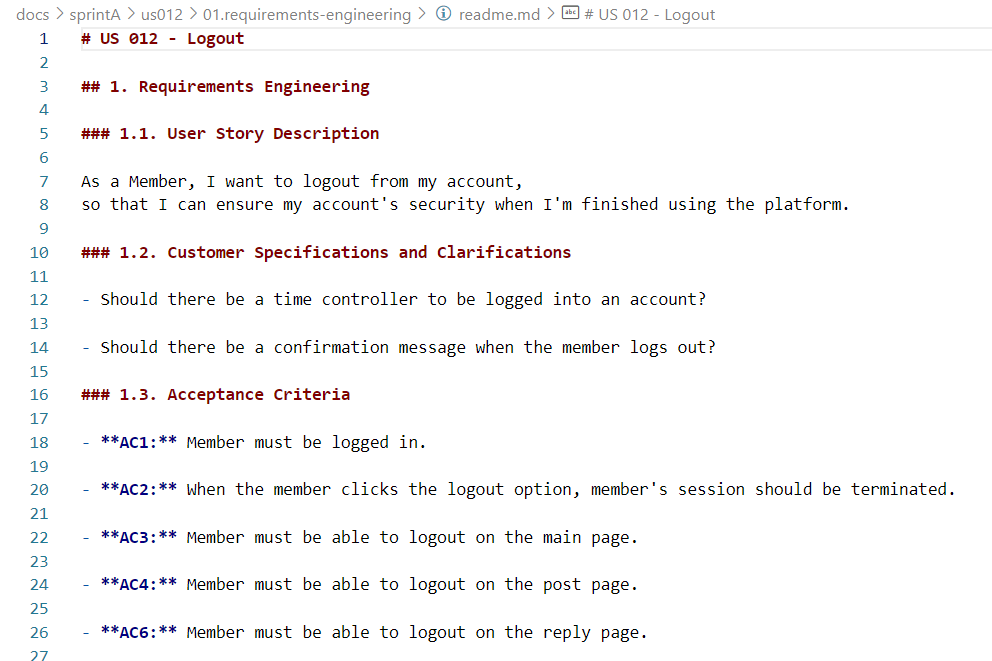 docs > sprintA > us012 > 01.requirements-engineering > readme.md > # US 012 - Logout
1 # US 012 - Logout
2
3 ## 1. Requirements Engineering
4
5 ### 1.1. User Story Description
6
7 As a Member, I want to logout from my account,
8 so that I can ensure my account's security when I'm finished using the platform.
9
10 ### 1.2. Customer Specifications and Clarifications
11
12 - Should there be a time controller to be logged into an account?
13
14 - Should there be a confirmation message when the member logs out?
15
16 ### 1.3. Acceptance Criteria
17
18 - **AC1:** Member must be logged in.
19
20 - **AC2:** When the member clicks the logout option, member's session should be terminated.
21
22 - **AC3:** Member must be able to logout on the main page.
23
24 - **AC4:** Member must be able to logout on the post page.
25
26 - **AC6:** Member must be able to logout on the reply page.
27